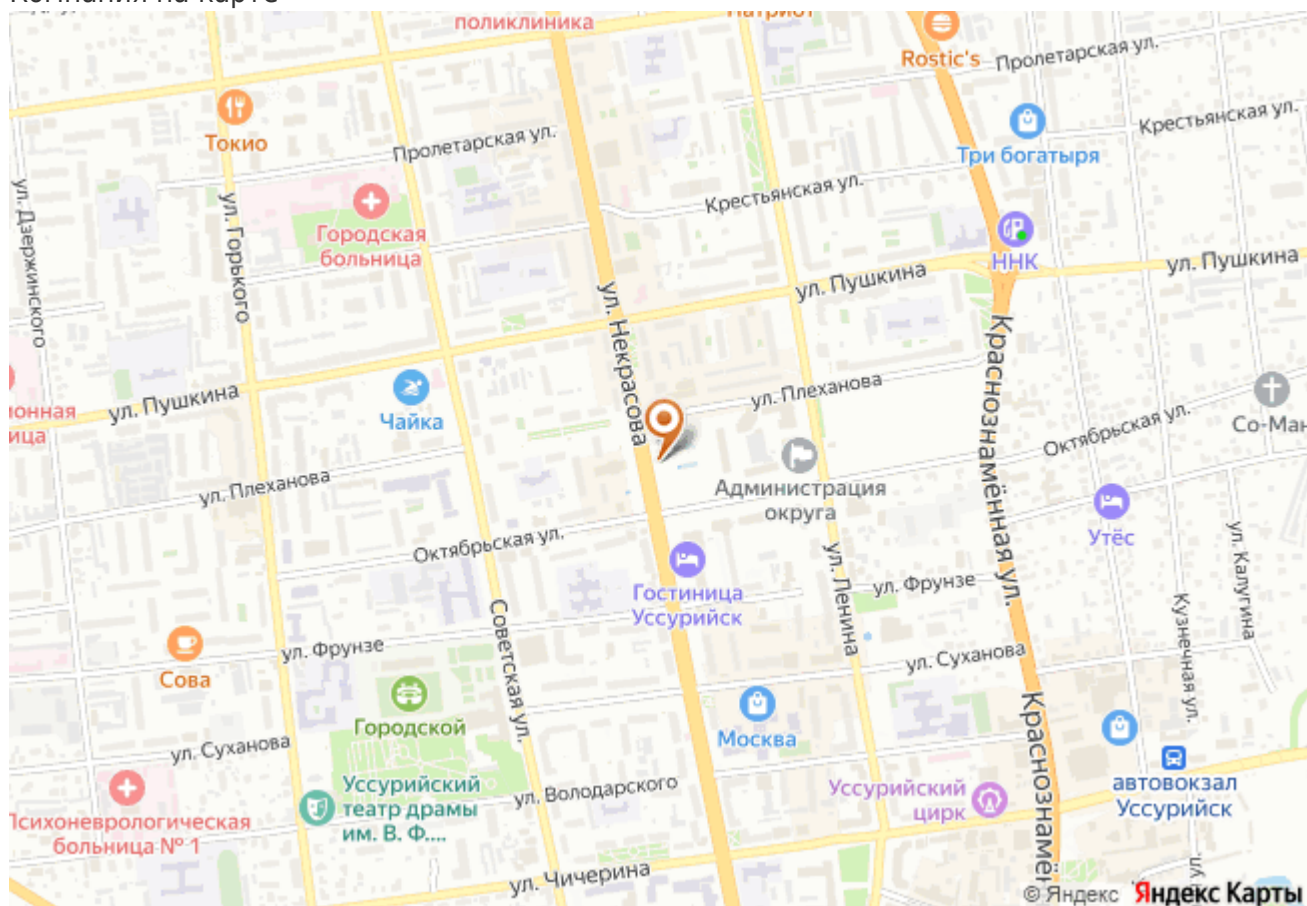 поликлиника
Rostic's
Пролетарская ул.
Токио
Пролетарская ул.
Три богатыря
Крестьянская ул.
ул. Дзержинского
ул. Горького
Городская
больница
Крестьянская ул.
ННК
ул. Пушкина
ул. Пушкина
ул. Некрасова
Краснознамённая ул.
ул. Пушкина
Чайка
ул. Плеханова
Со-Ман
Октябрьская ул.
ул. Плеханова
Администрация
округа
Утёс
Октябрьская ул.
ул. Калугина
Гостиница
Уссурийск
ул. Ленина
ул. Фрунзе
Кузнечная ул.
Советская ул.
ул. Фрунзе
Сова
ул. Суханова
Городской
Москва
ул. Суханова
Уссурийский
театр драмы
им. В. Ф....
ул. Володарского
Уссурийский
цирк
автовокзал
Уссурийск
Психоневрологическая
больница № 1
ул. Чичерина
Краснознамён
© Яндекс Яндекс Карты